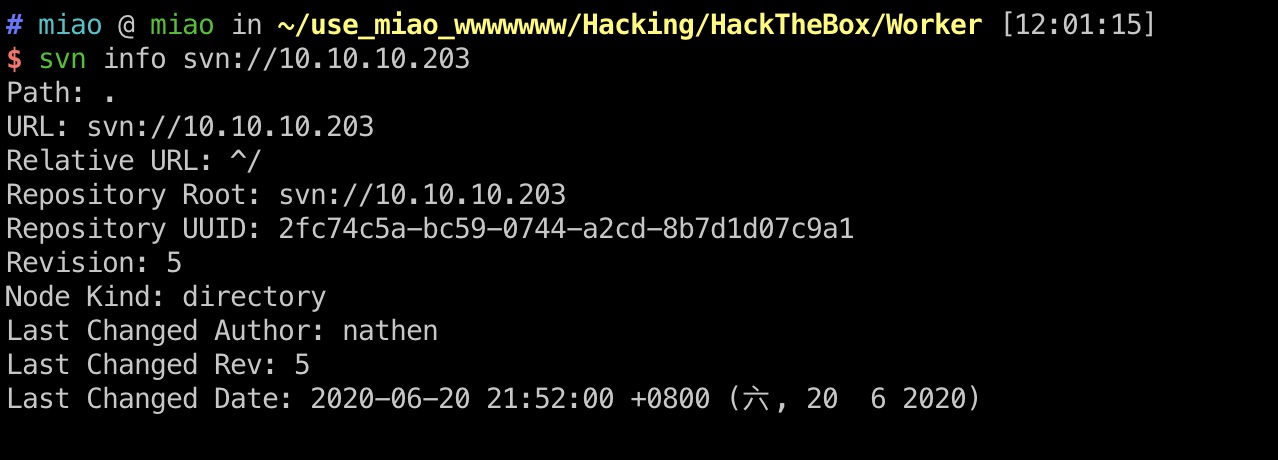 # miao @ miao in ~/use_miao_wwwwwww/Hacking/HackTheBox/Worker [12:01:15]
$ svn info svn://10.10.10.203
Path: .
URL: svn://10.10.10.203
Relative URL: ^/
Repository Root: svn://10.10.10.203
Repository UUID: 2fc74c5a-bc59-0744-a2cd-8b7d1d07c9a1
Revision: 5
Node Kind: directory
Last Changed Author: nathen
Last Changed Rev: 5
Last Changed Date: 2020-06-20 21:52:00 +0800 (六, 20  6 2020)